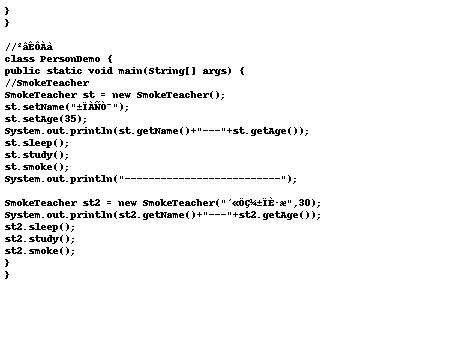 }
}
//²âÊÔÀà
class PersonDemo {
public static void main(String[] args) {
//SmokeTeacher
SmokeTeacher st = new SmokeTeacher();
st.setName("±ÏÀÑÒ¯");
st.setAge(35);
System.out.println(st.getName()+"---"+st.getAge());
st.sleep();
st.study();
st.smoke();
System.out.println("--------------------------");
SmokeTeacher st2 = new SmokeTeacher("´«ÖÇ¼±ÏÈ·æ",30);
System.out.println(st2.getName()+"---"+st2.getAge());
st2.sleep();
st2.study();
st2.smoke();
}
}